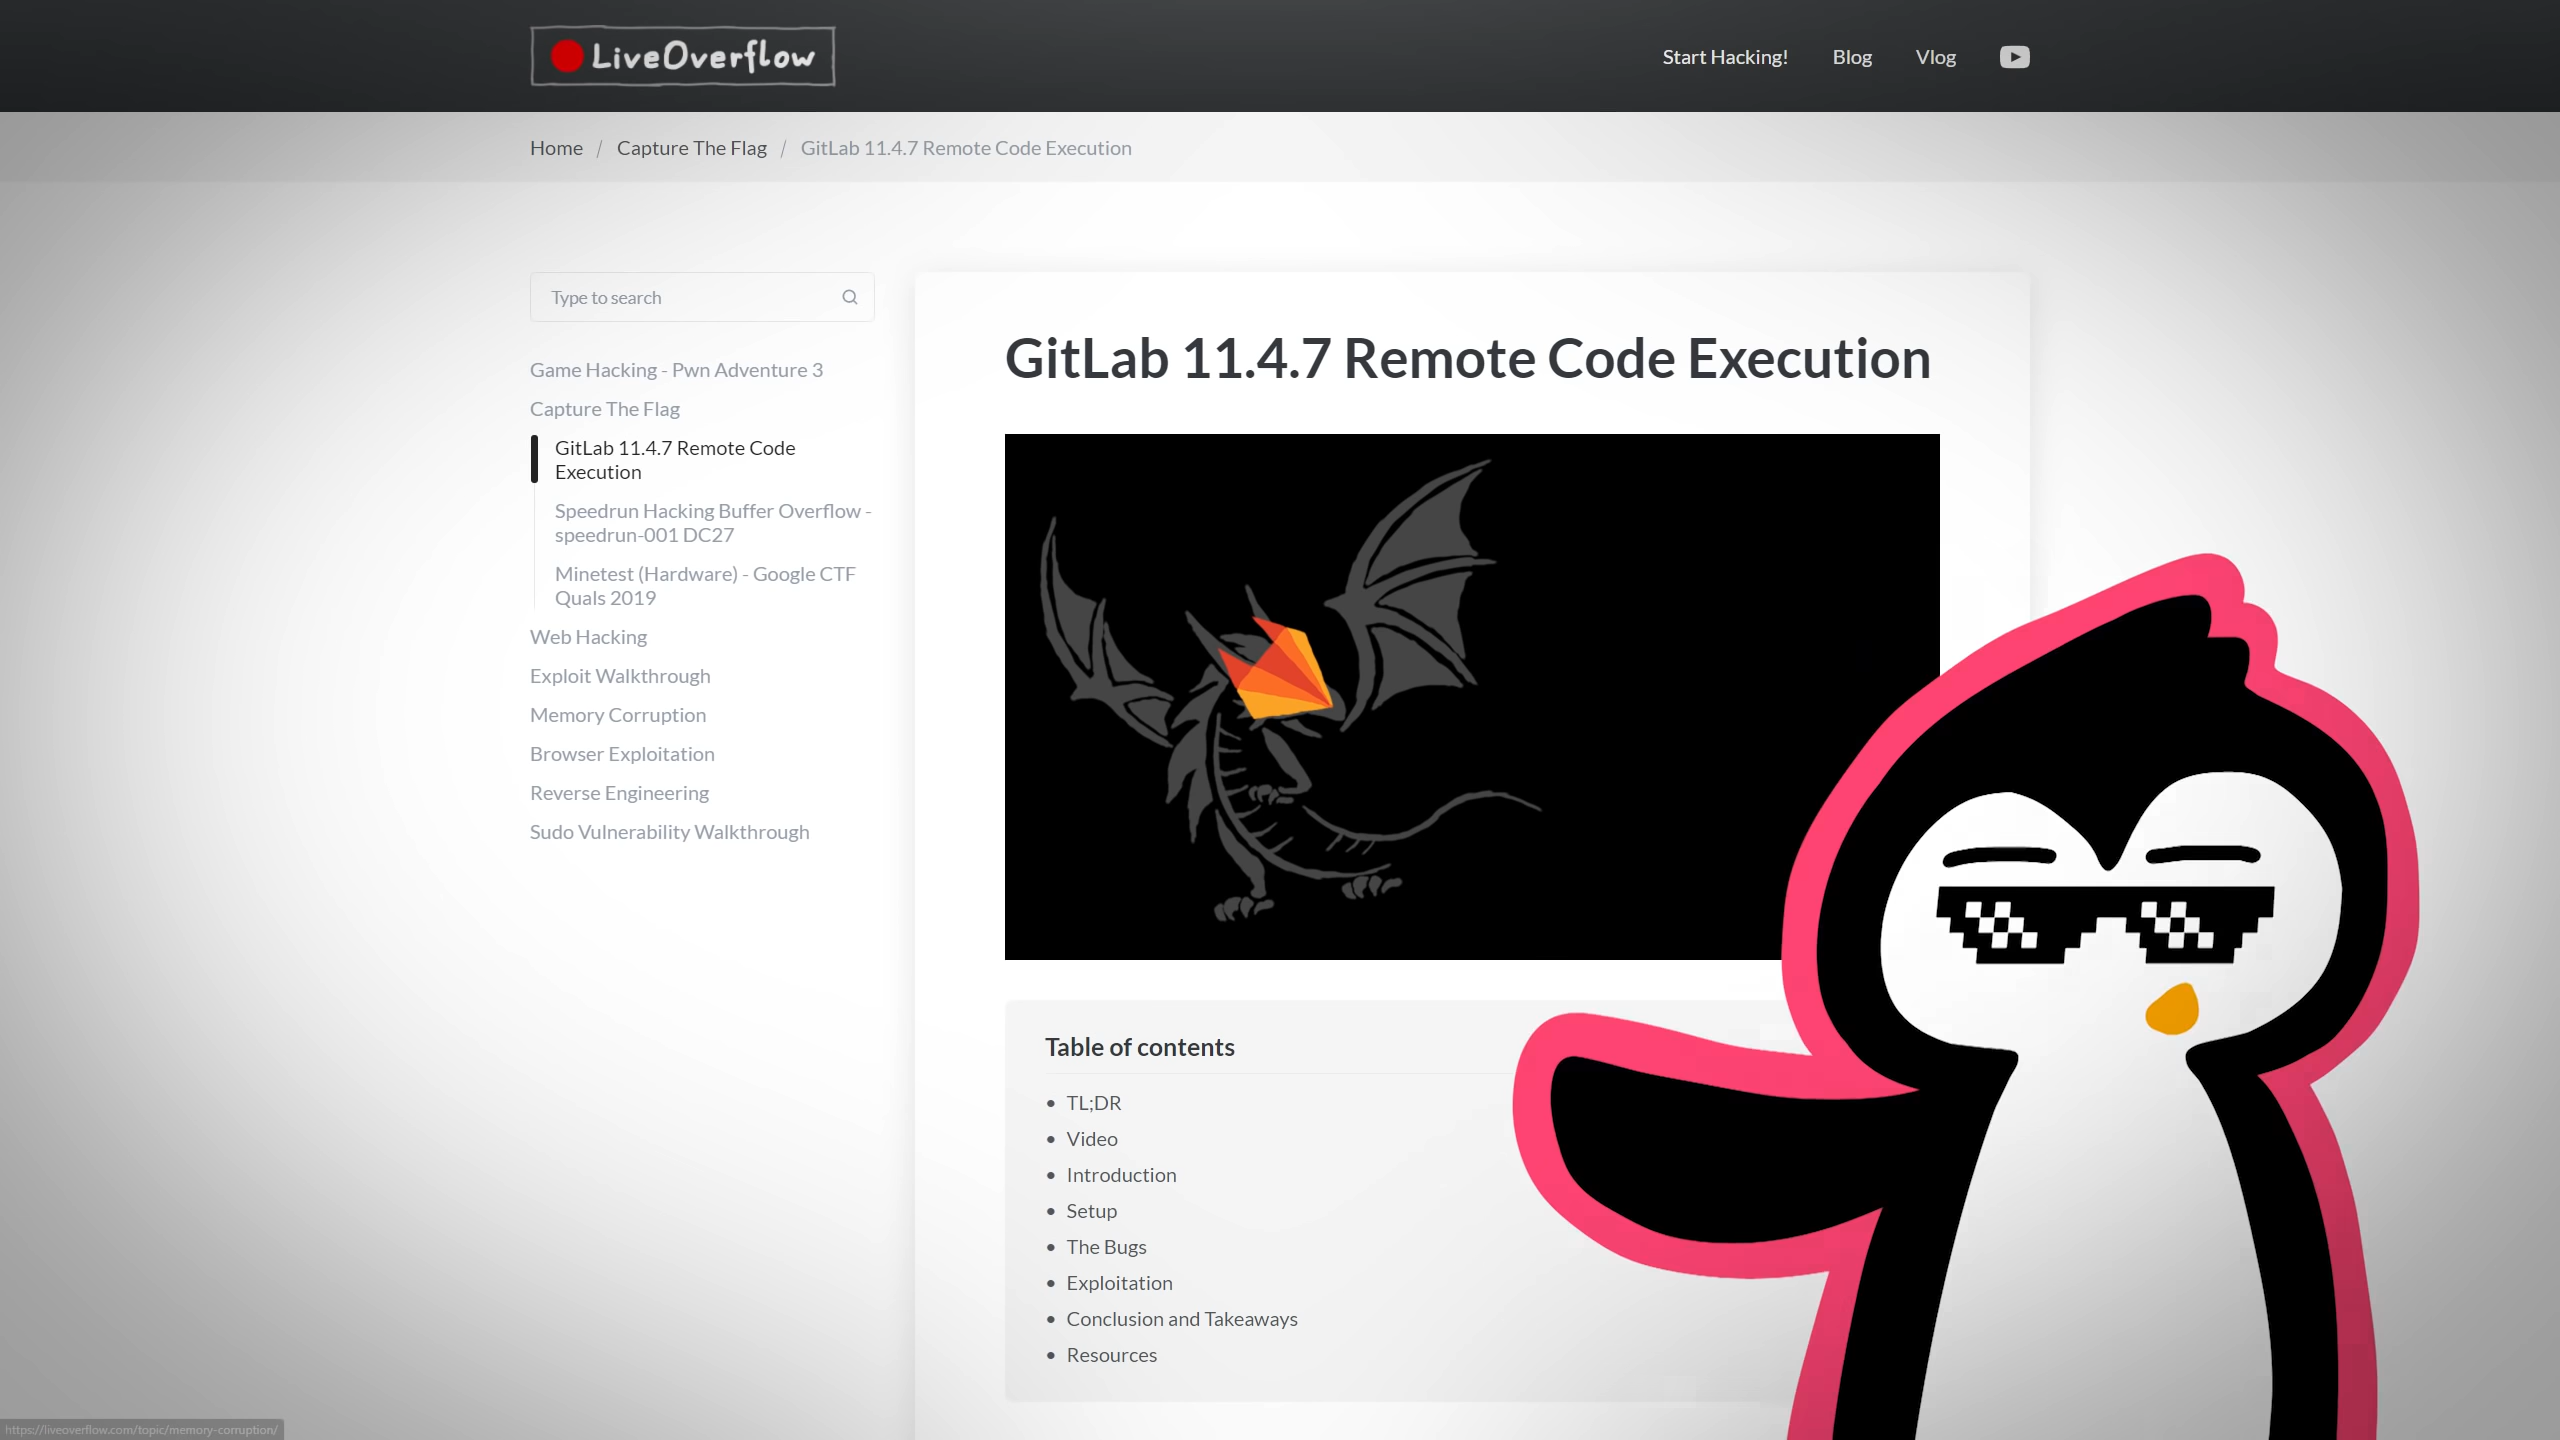 LiveOverflow
Start Hacking!
Blog
Vlog
Home / Capture The Flag / GitLab 11.4.7 Remote Code Execution
Type to search
Game Hacking - Pwn Adventure 3
Capture The Flag
GitLab 11.4.7 Remote Code
Execution
Speedrun Hacking Buffer Overflow -
speedrun-001 DC27
Minetest (Hardware) - Google CTF
Quals 2019
Web Hacking
Exploit Walkthrough
Memory Corruption
Browser Exploitation
Reverse Engineering
Sudo Vulnerability Walkthrough
GitLab 11.4.7 Remote Code Execution
Table of contents
• TL;DR
• Video
• Introduction
• Setup
• The Bugs
• Exploitation
• Conclusion and Takeaways
• Resources
https://liveoverflow.com/topic/memory-corruption/